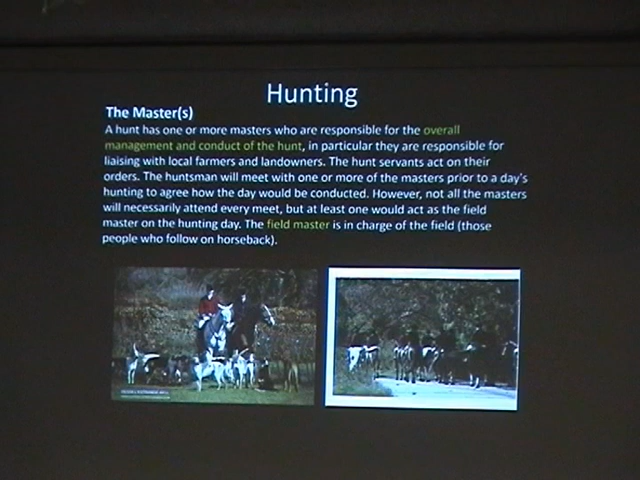 Hunting
The Master(s)
A hunt has one or more masters who are responsible for the overall
management and conduct of the hunt, in particular they are responsible for
liaising with local farmers and landowners. The hunt servants act on their
orders. The huntsman will meet with one or more of the masters prior to a day's
hunting to agree how the day would be conducted. However, not all the masters
will necessarily attend every meet, but at least one would act as the field
master on the hunting day. The field master is in charge of the field (those
people who follow on horseback).